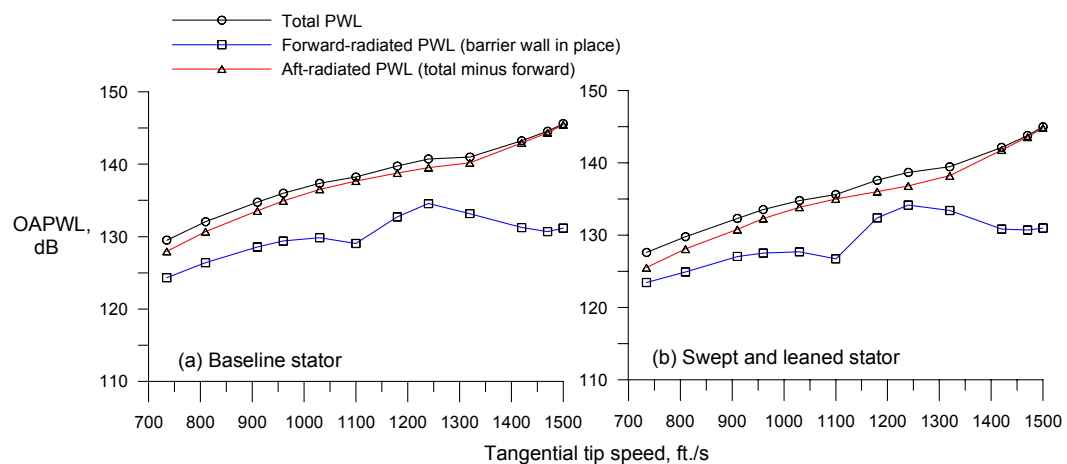 Total PWL
Forward-radiated PWL (barrier wall in place)
Aft-radiated PWL (total minus forward)
OAPWL,
dB
150
140
130
120
110
(a) Baseline stator
700 800 900 1000 1100 1200 1300 1400 1500
150
140
130
120
110
(b) Swept and leaned stator
700 800 900 1000 1100 1200 1300 1400 1500
Tangential tip speed, ft./s